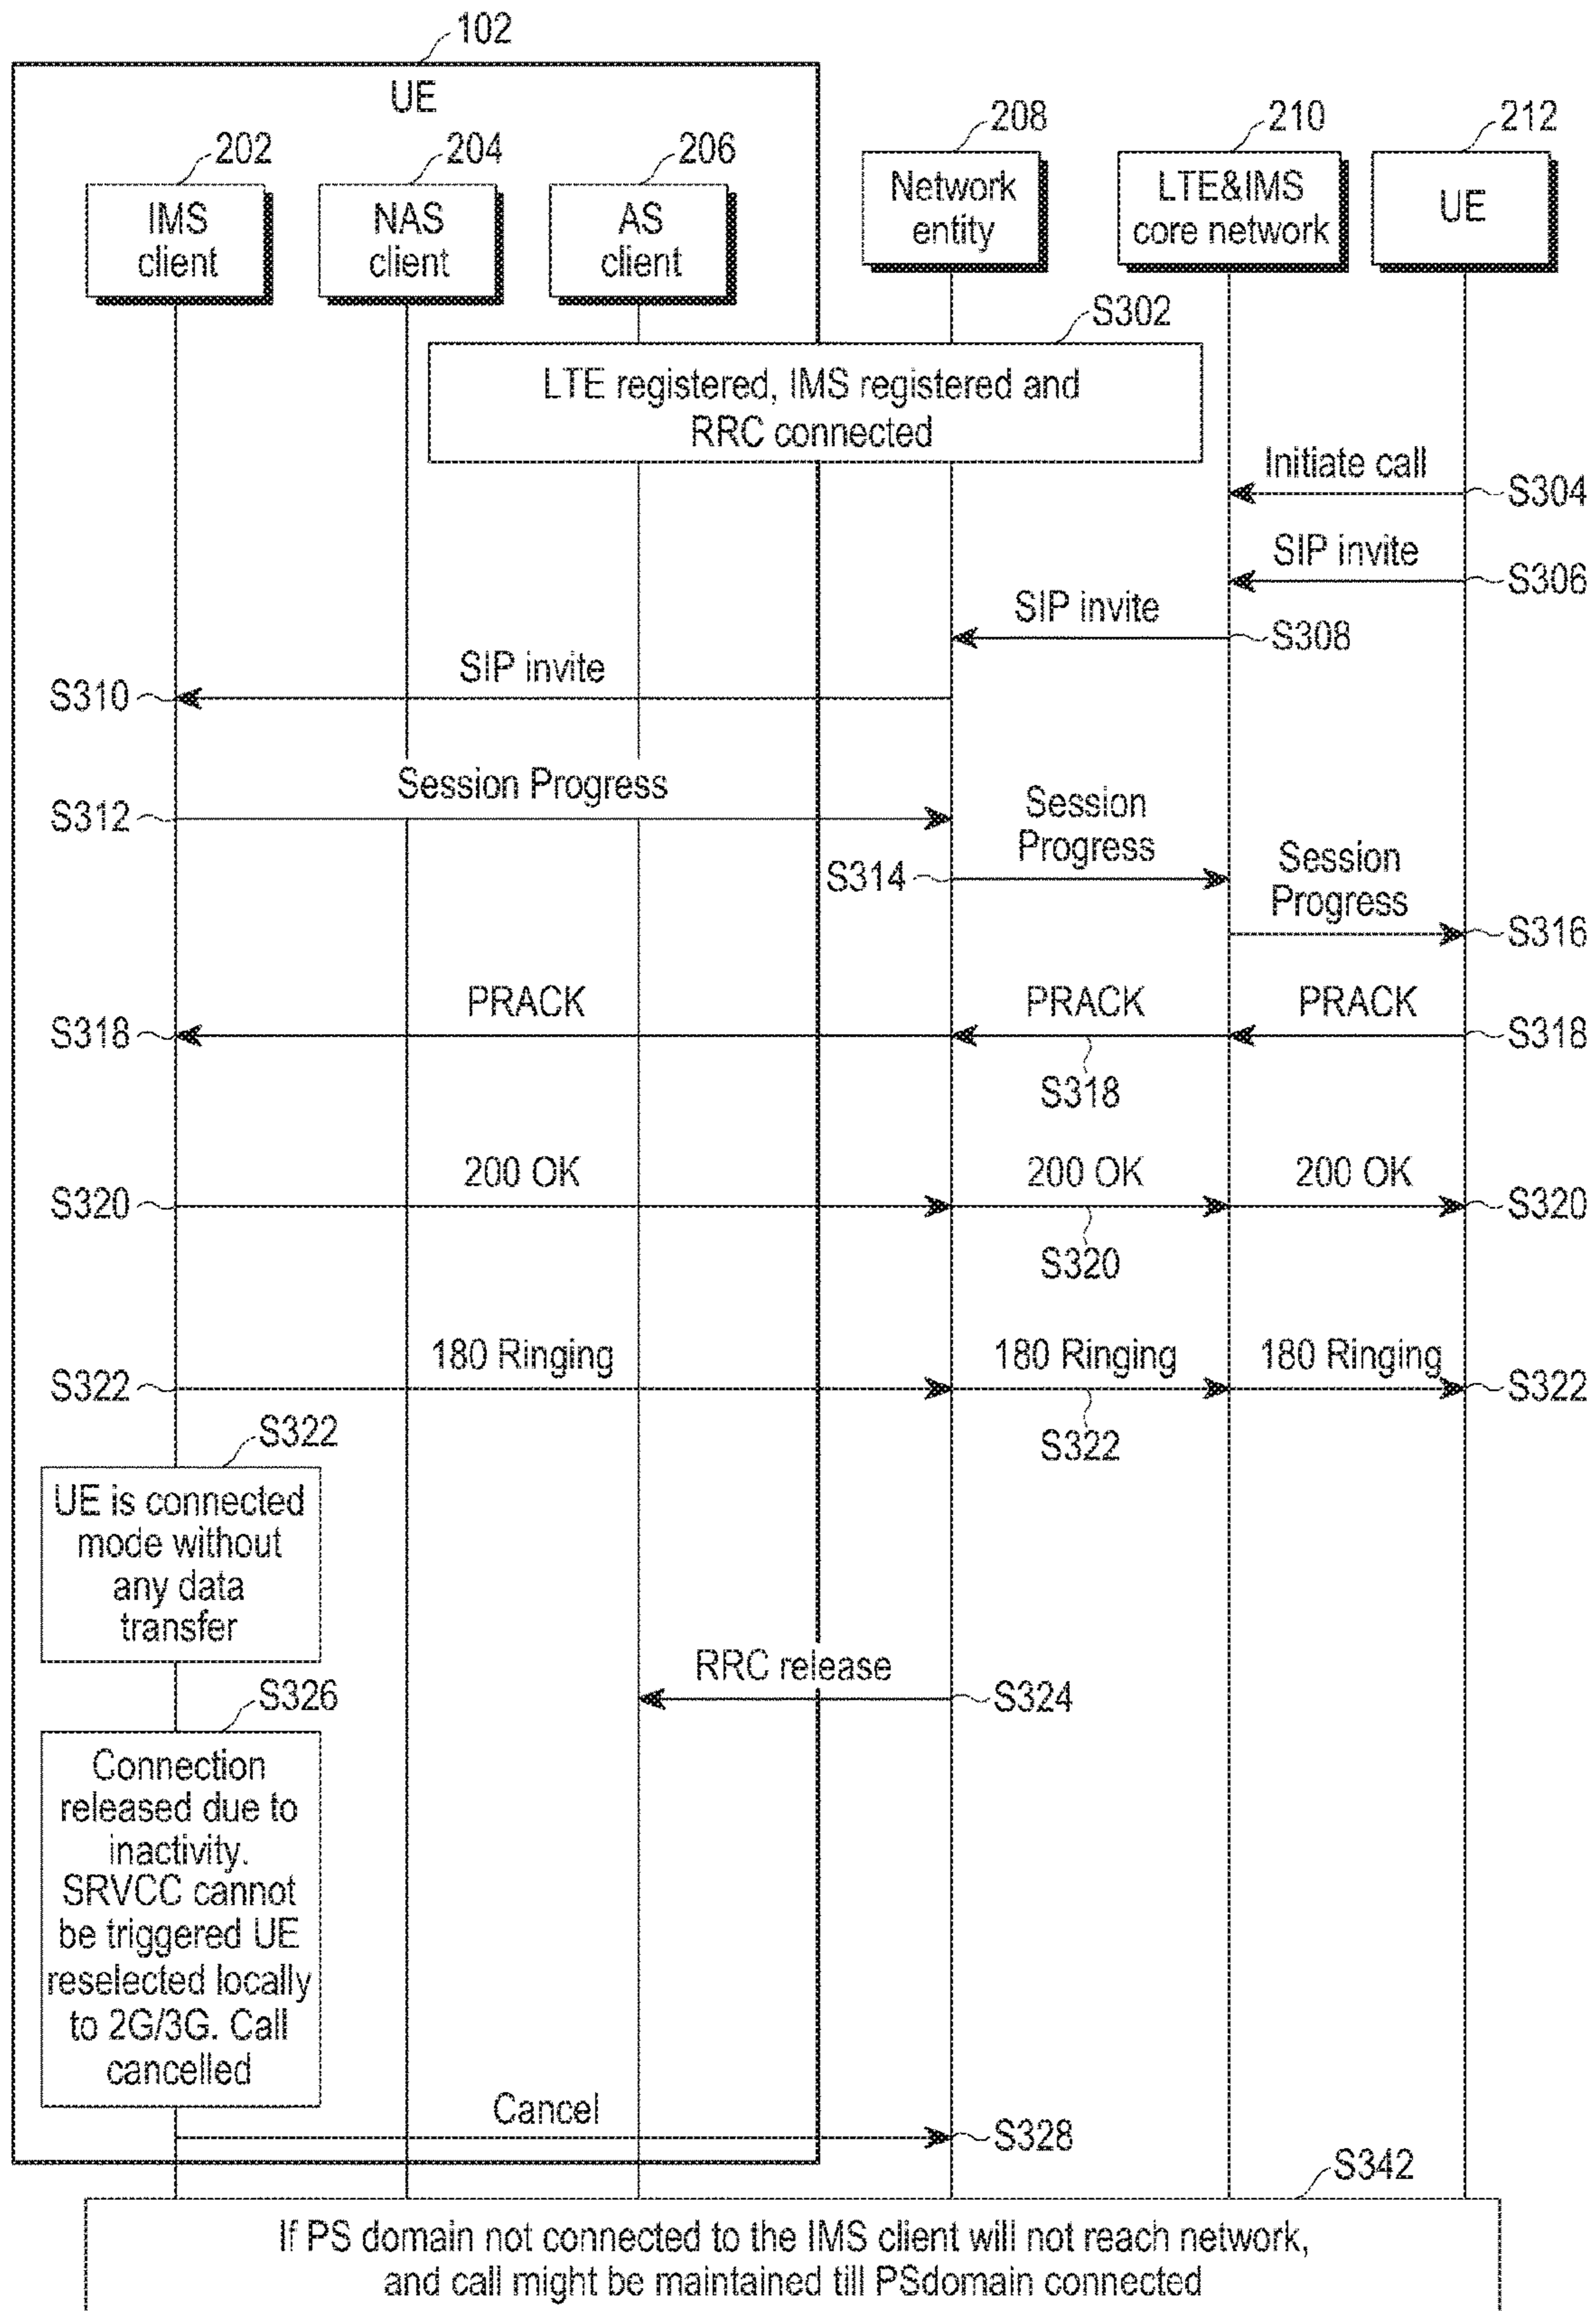 102
UE
202
204
206
208
210
212
IMS
client
NAS
client
AS
client
Network
entity
LTE&IMS
core network
UE
S302
LTE registered, IMS registered and
RRC connected
Initiate call
S304
SIP invite
S306
SIP invite
S308
SIP invite
S310
Session Progress
S312
Session
Progress
S314
Session
Progress
S316
PRACK
PRACK
PRACK
S318
S318
S318
200 OK
200 OK
200 OK
S320
S320
S320
180 Ringing
180 Ringing
180 Ringing
S322
S322
S322
S322
UE is connected
mode without
any data
transfer
RRC release
S324
S326
Connection
released due to
inactivity.
SRVCC cannot
be triggered UE
reselected locally
to 2G/3G. Call
cancelled
Cancel
S328
S342
If PS domain not connected to the IMS client will not reach network,
and call might be maintained till PSdomain connected